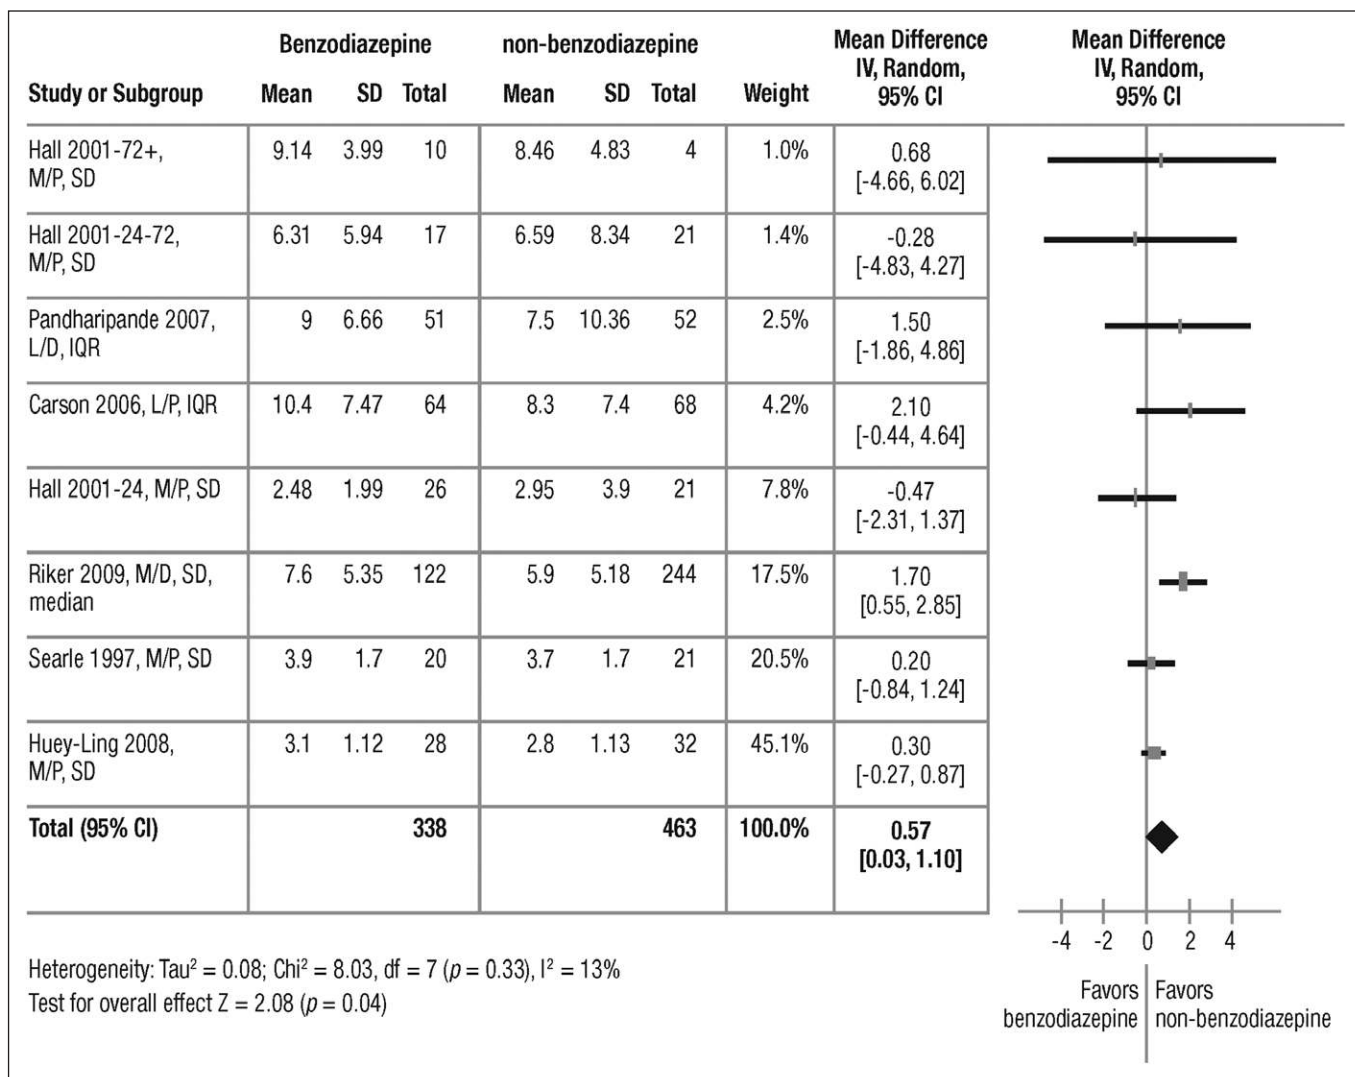 Benzodiazepine non-benzodiazepine Mean Difference Mean Difference
IV, Random, IV, Random,
Study or Subgroup Mean SD Total Mean SD Total Weight 95% CI 95% CI
Hall 2001-72+, 9.14 3.99 10 8.46 4.83 4 1.0% 0.68
M/P, SD [-4.66, 6.02]
Hall 2001-24-72, 6.31 5.94 17 6.59 8.34 21 1.4% -0.28
M/P, SD [-4.83, 4.27]
Pandharipande 2007, 9 6.66 51 7.5 10.36 52 2.5% 1.50
L/D, IQR [-1.86, 4.86]
Carson 2006, L/P, IQR 10.4 7.47 64 8.3 7.4 68 4.2% 2.10
[-0.44, 4.64]
Hall 2001-24, M/P, SD 2.48 1.99 26 2.95 3.9 21 7.8% -0.47
[-2.31, 1.37]
Riker 2009, M/D, SD, 7.6 5.35 122 5.9 5.18 244 17.5% 1.70
median [0.55, 2.85]
Searle 1997, M/P, SD 3.9 1.7 20 3.7 1.7 21 20.5% 0.20
[-0.84, 1.24]
Huey-Ling 2008, 3.1 1.12 28 2.8 1.13 32 45.1% 0.30
M/P, SD [-0.27, 0.87]
Total (95% CI) 338 463 100.0% 0.57
[0.03, 1.10]
-4 -2 0 2 4
Heterogeneity: Tau² = 0.08; Chi² = 8.03, df = 7 (p = 0.33), I² = 13%
Test for overall effect Z = 2.08 (p = 0.04)
Favors Favors
benzodiazepine non-benzodiazepine